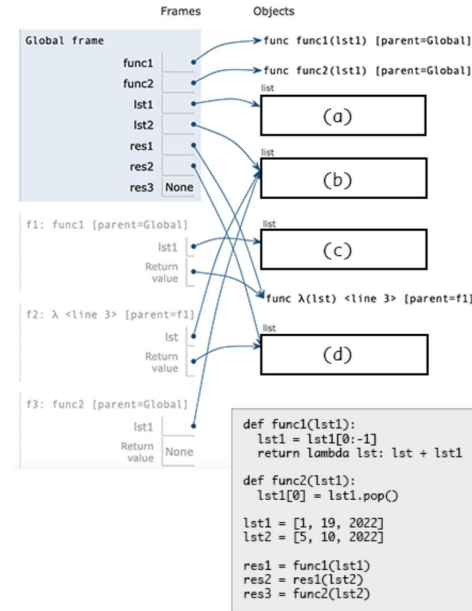 Frames Objects
Global frame
func1
func2
lst1
lst2
res1
res2
res3 None
func func1(lst1) [parent=Global]
func func2(lst1) [parent=Global]
list
(a)
list
(b)
list
(c)
func λ(lst) <line 3> [parent=f1]
list
(d)
f1: func1 [parent=Global]
lst1
Return
value
f2: λ <line 3> [parent=f1]
lst
Return
value
f3: func2 [parent=Global]
lst1
Return
value None
def func1(lst1):
  lst1 = lst1[0:-1]
  return lambda lst: lst + lst1
def func2(lst1):
  lst1[0] = lst1.pop()
lst1 = [1, 19, 2022]
lst2 = [5, 10, 2022]
res1 = func1(lst1)
res2 = res1(lst2)
res3 = func2(lst2)